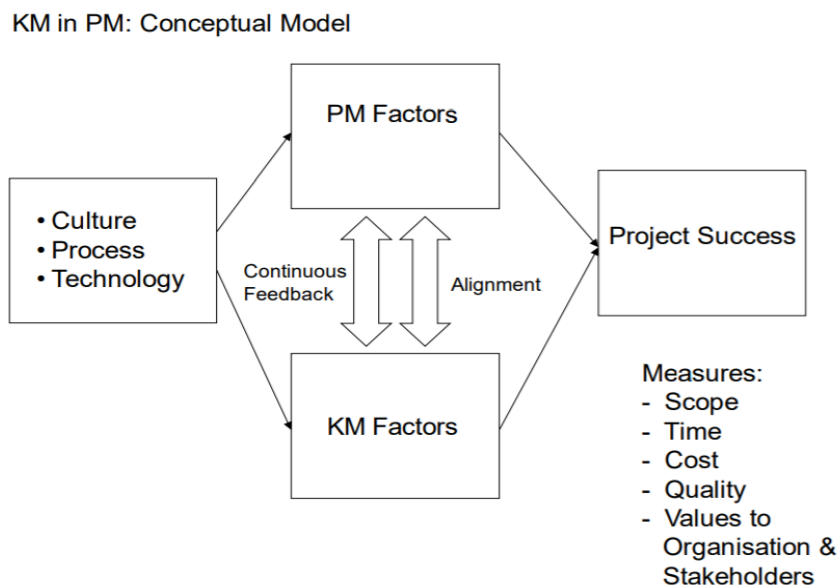 KM in PM: Conceptual Model
PM Factors
• Culture
• Process
• Technology
Continuous
Feedback
Alignment
Project Success
KM Factors
Measures:
- Scope
- Time
- Cost
- Quality
- Values to
Organisation &
Stakeholders